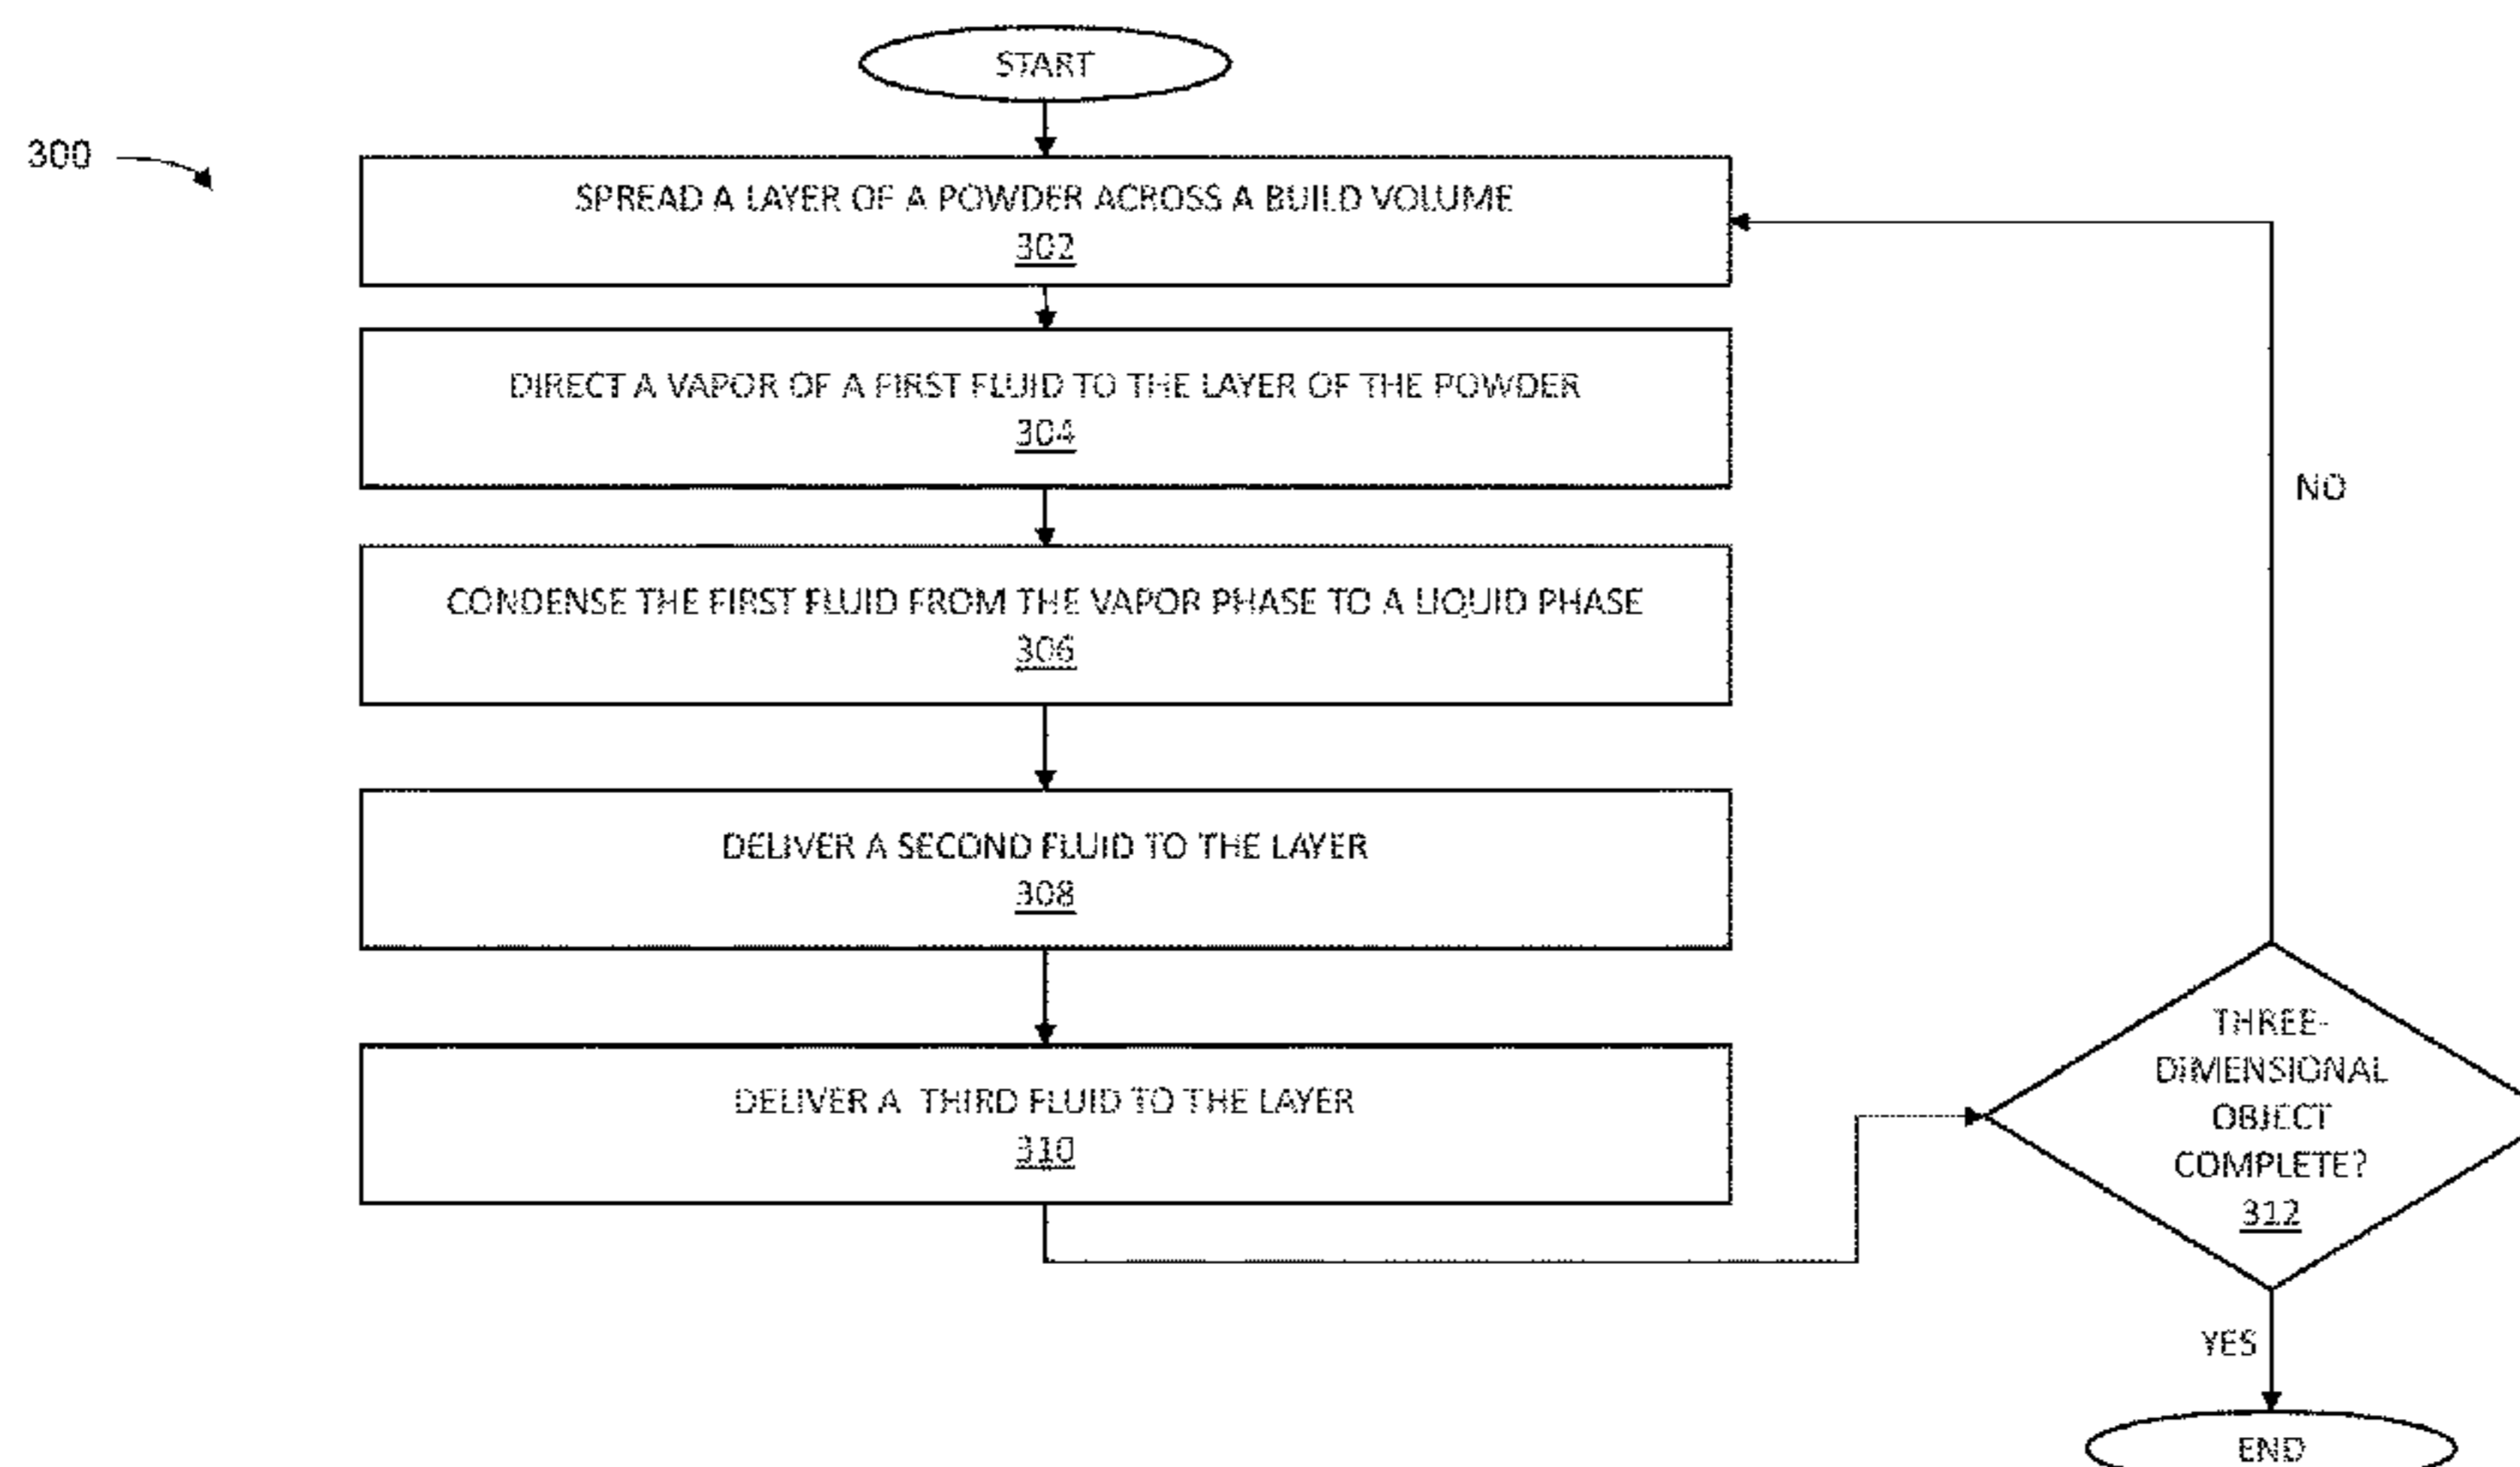 START
300
SPREAD A LAYER OF A POWDER ACROSS A BUILD VOLUME
302
DIRECT A VAPOR OF A FIRST FLUID TO THE LAYER OF THE POWDER
304
NO
CONDENSE THE FIRST FLUID FROM THE VAPOR PHASE TO A LIQUID PHASE
306
DELIVER A SECOND FLUID TO THE LAYER
308
DELIVER A THIRD FLUID TO THE LAYER
310
THREE-
DIMENSIONAL
OBJECT
COMPLETE?
312
YES
END